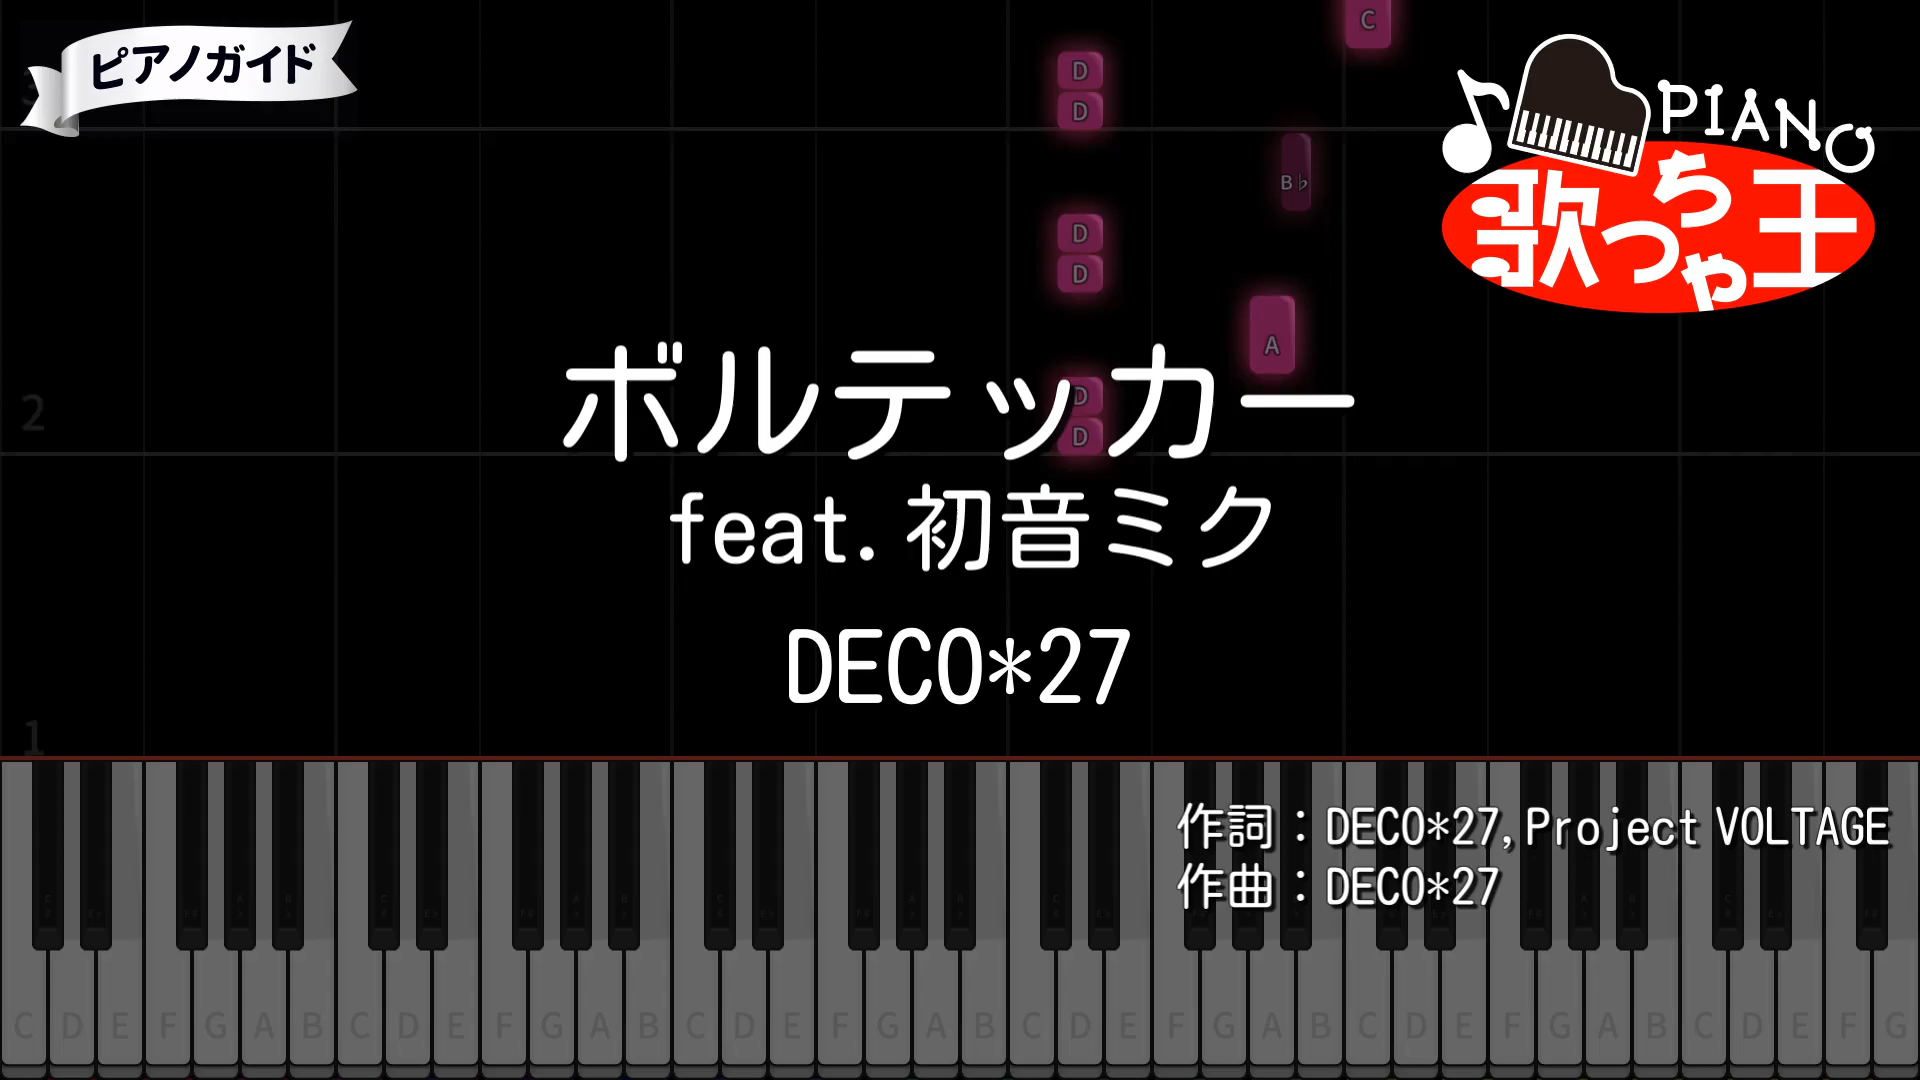 ピアノガイド
PIANO
歌っちゃ王
C
D
D
B♭
D
D
A
D
D
3
2
1
ボルテッカー
feat.初音ミク
DECO*27
作詞：DECO*27,Project VOLTAGE
作曲：DECO*27
C D E F G A B C D E F G A B C D E F G A B C D E F G A B C D E F G A B C D E F G